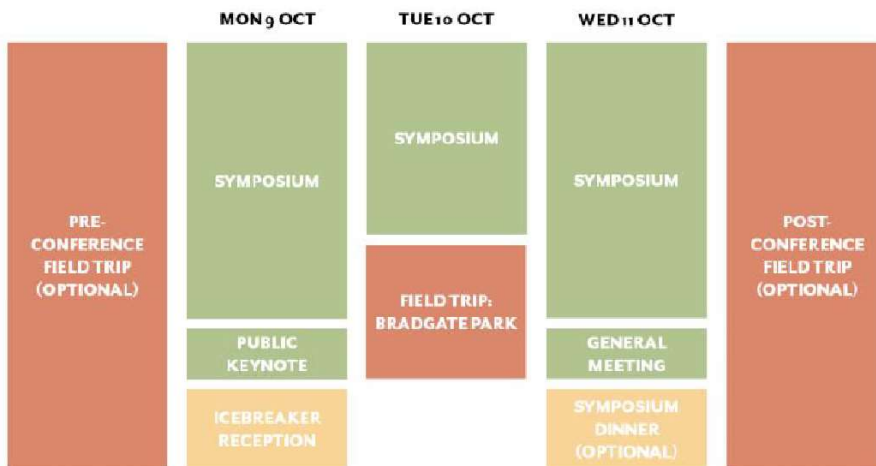 MON 9 OCT
TUE 10 OCT
WED 11 OCT
PRE-
CONFERENCE
FIELD TRIP
(OPTIONAL)
SYMPOSIUM
PUBLIC
KEYNOTE
ICEBREAKER
RECEPTION
SYMPOSIUM
FIELD TRIP:
BRADGATE PARK
SYMPOSIUM
GENERAL
MEETING
SYMPOSIUM
DINNER
(OPTIONAL)
POST-
CONFERENCE
FIELD TRIP
(OPTIONAL)